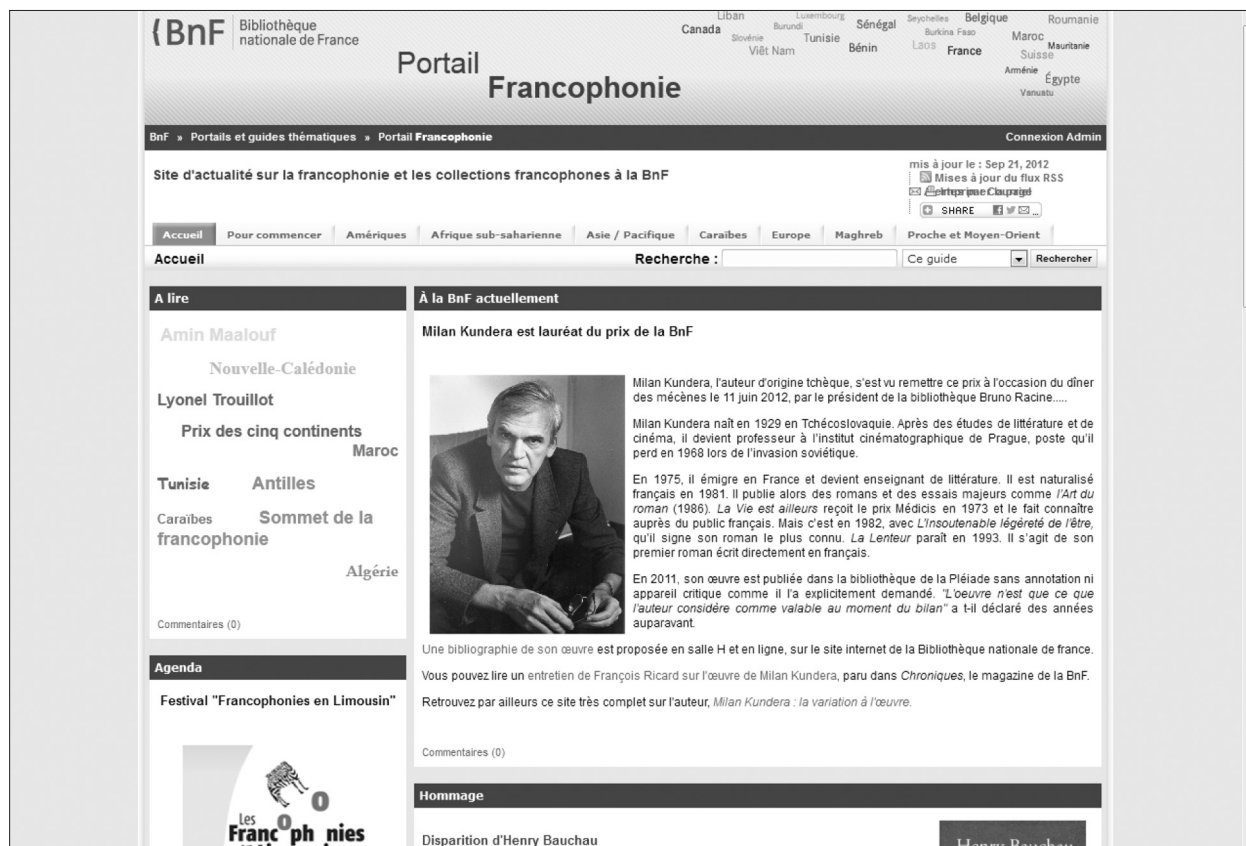 BnF
Bibliothèque
nationale de France
Portail
Francophonie
Liban
Luxembourg
Canada
Burundi
Sénégal
Seychelles
Belgique
Roumanie
Slovénie
Tunisie
Burkina Faso
Maroc
Viêt Nam
Bénin
Laos
France
Mauritanie
Suisse
Arménie
Égypte
Vanuatu
BnF » Portails et guides thématiques » Portail Francophonie
Connexion Admin
Site d'actualité sur la francophonie et les collections francophones à la BnF
mis à jour le : Sep 21, 2012
Mises à jour du flux RSS
SHARE
Accueil Pour commencer Amériques Afrique sub-saharienne Asie / Pacifique Caraïbes Europe Maghreb Proche et Moyen-Orient
Accueil
Recherche :
Ce guide
Rechercher
A lire
Amin Maalouf
Nouvelle-Calédonie
Lyonel Trouillot
Prix des cinq continents
Maroc
Tunisie Antilles
Caraïbes Sommet de la
francophonie
Algérie
Commentaires (0)
Agenda
Festival "Francophonies en Limousin"
Les
Francophonies
À la BnF actuellement
Milan Kundera est lauréat du prix de la BnF
Milan Kundera, l'auteur d'origine tchèque, s'est vu remettre ce prix à l'occasion du dîner
des mécènes le 11 juin 2012, par le président de la bibliothèque Bruno Racine.....
Milan Kundera naît en 1929 en Tchécoslovaquie. Après des études de littérature et de
cinéma, il devient professeur à l'institut cinématographique de Prague, poste qu'il
perd en 1968 lors de l'invasion soviétique.
En 1975, il émigre en France et devient enseignant de littérature. Il est naturalisé
français en 1981. Il publie alors des romans et des essais majeurs comme l'Art du
roman (1986). La Vie est ailleurs reçoit le prix Médicis en 1973 et le fait connaître
auprès du public français. Mais c'est en 1982, avec L'Insoutenable légéreté de l'être,
qu'il signe son roman le plus connu. La Lenteur paraît en 1993. Il s'agit de son
premier roman écrit directement en français.
En 2011, son œuvre est publiée dans la bibliothèque de la Pléiade sans annotation ni
appareil critique comme il l'a explicitement demandé. "L'oeuvre n'est que ce que
l'auteur considère comme valable au moment du bilan" a t-il déclaré des années
auparavant.
Une bibliographie de son œuvre est proposée en salle H et en ligne, sur le site internet de la Bibliothèque nationale de france.
Vous pouvez lire un entretien de François Ricard sur l'œuvre de Milan Kundera, paru dans Chroniques, le magazine de la BnF.
Retrouvez par ailleurs ce site très complet sur l'auteur, Milan Kundera : la variation à l'œuvre.
Commentaires (0)
Hommage
Disparition d'Henry Bauchau
Henry Bauchau